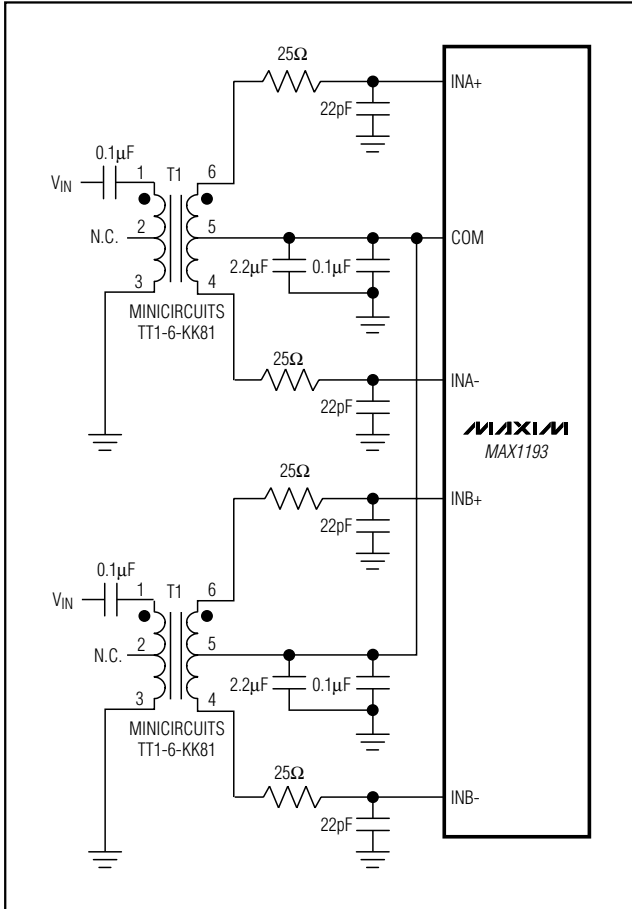 25Ω
INA+
22pF
0.1μF
1
T1
6
VIN
2
5
COM
N.C.
2.2μF
0.1μF
3
4
MINICIRCUITS
TT1-6-KK81
25Ω
INA-
22pF
MAXIM
MAX1193
25Ω
INB+
22pF
0.1μF
1
T1
6
VIN
2
5
N.C.
2.2μF
0.1μF
3
4
MINICIRCUITS
TT1-6-KK81
25Ω
INB-
22pF